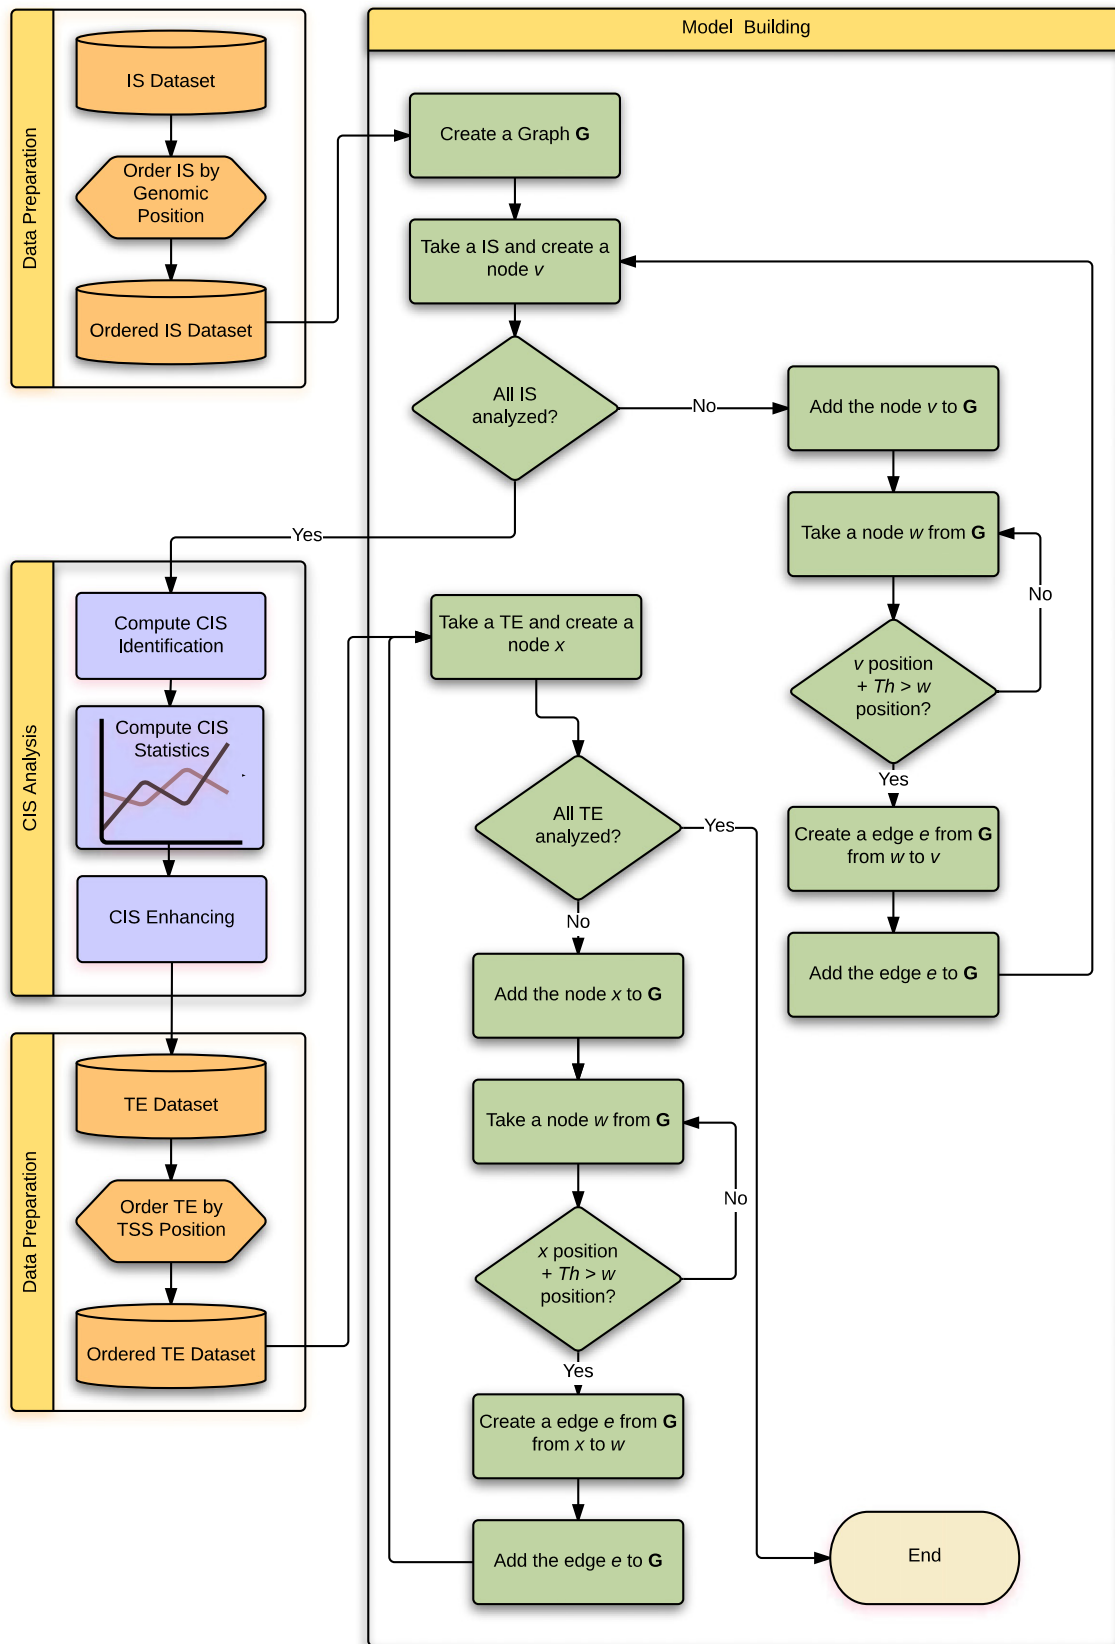 Data Preparation
IS Dataset
Order IS by
Genomic
Position
Ordered IS Dataset
Model Building
Create a Graph G
Take a IS and create a
node v
All IS
analyzed?
No
Add the node v to G
Take a node w from G
No
v position
+ Th > w
position?
Yes
Create a edge e from G
from w to v
Add the edge e to G
Yes
CIS Analysis
Compute CIS
Identification
Compute CIS
Statistics
CIS Enhancing
Data Preparation
TE Dataset
Order TE by
TSS Position
Ordered TE Dataset
Take a TE and create a
node x
All TE
analyzed?
Yes
No
Add the node x to G
Take a node w from G
No
x position
+ Th > w
position?
Yes
Create a edge e from G
from x to w
Add the edge e to G
End